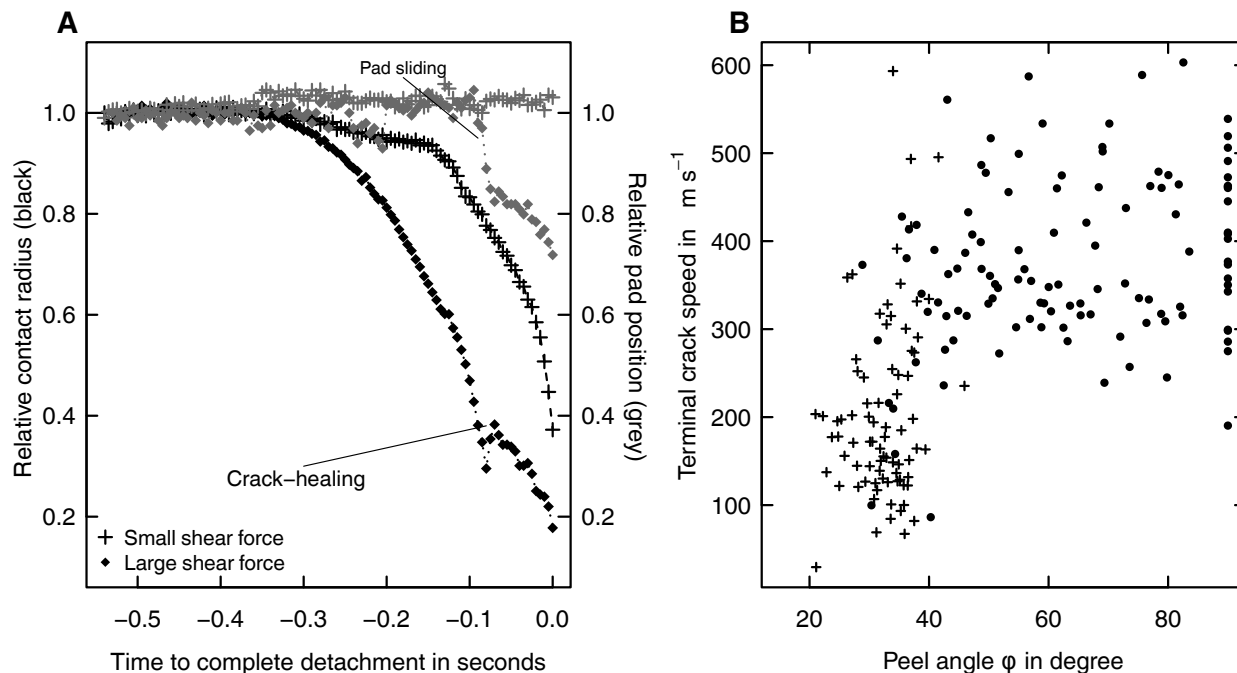 A
Pad sliding
1.0
0.8
0.6
0.4
0.2
1.0
0.8
0.6
0.4
0.2
Relative contact radius (black)
Relative pad position (grey)
Crack−healing
Small shear force
Large shear force
−0.5
−0.4
−0.3
−0.2
−0.1
0.0
Time to complete detachment in seconds
B
600
500
400
300
200
100
Terminal crack speed in m s−1
20
40
60
80
Peel angle φ in degree